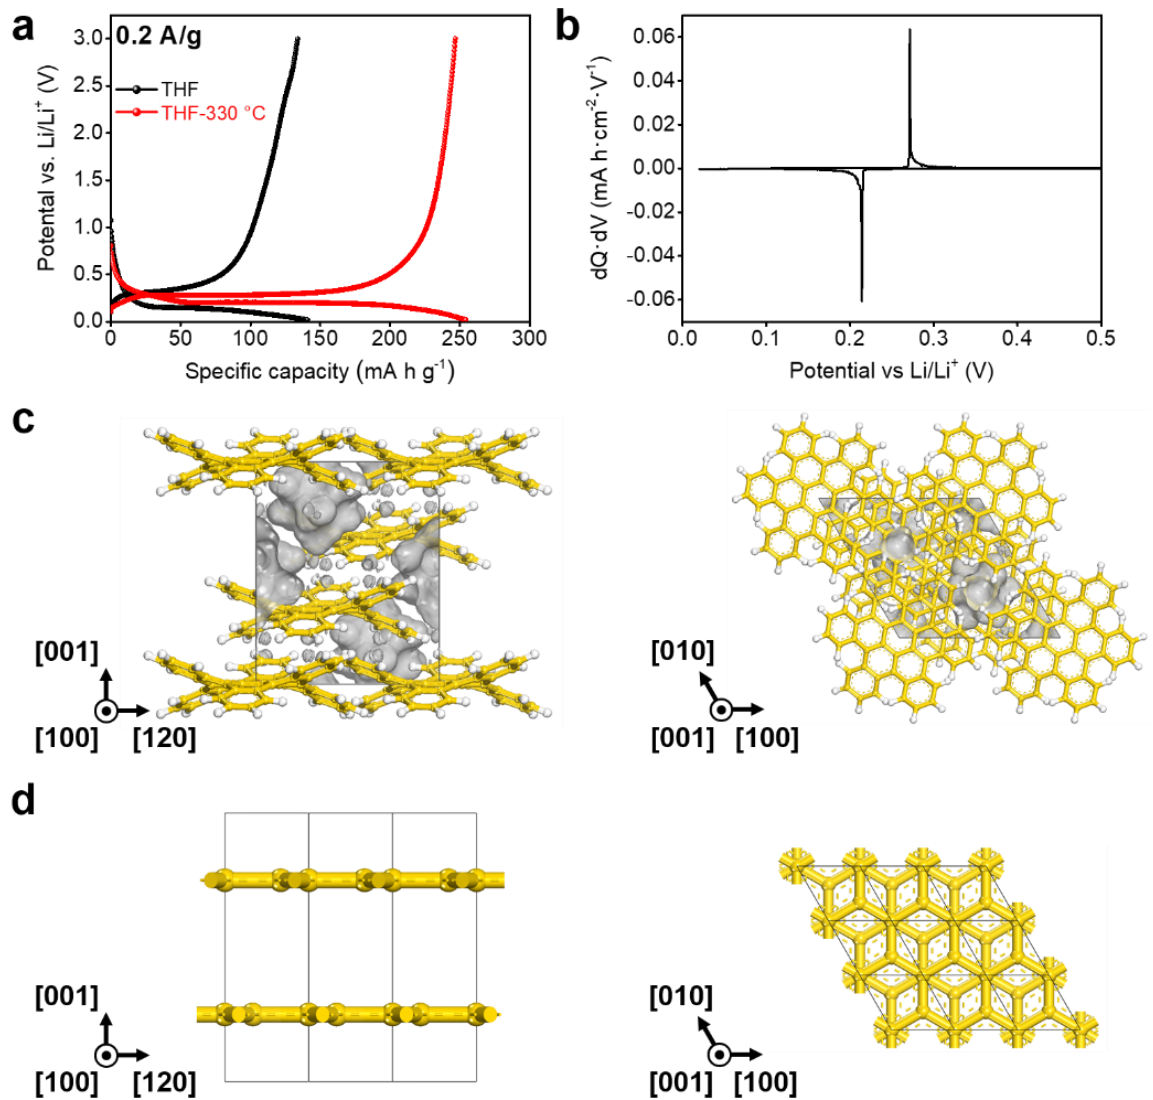 a
0.2 A/g
THF
THF-330 °C
Potental vs. Li/Li⁺ (V)
3.0
2.5
2.0
1.5
1.0
0.5
0.0
0 50 100 150 200 250 300
Specific capacity (mA h g⁻¹)
b
dQ·dV (mA h·cm⁻²·V⁻¹)
0.06
0.04
0.02
0.00
-0.02
-0.04
-0.06
0.0 0.1 0.2 0.3 0.4 0.5
Potential vs Li/Li⁺ (V)
c
[001]
[100] [120]
[010]
[001] [100]
d
[001]
[100] [120]
[010]
[001] [100]